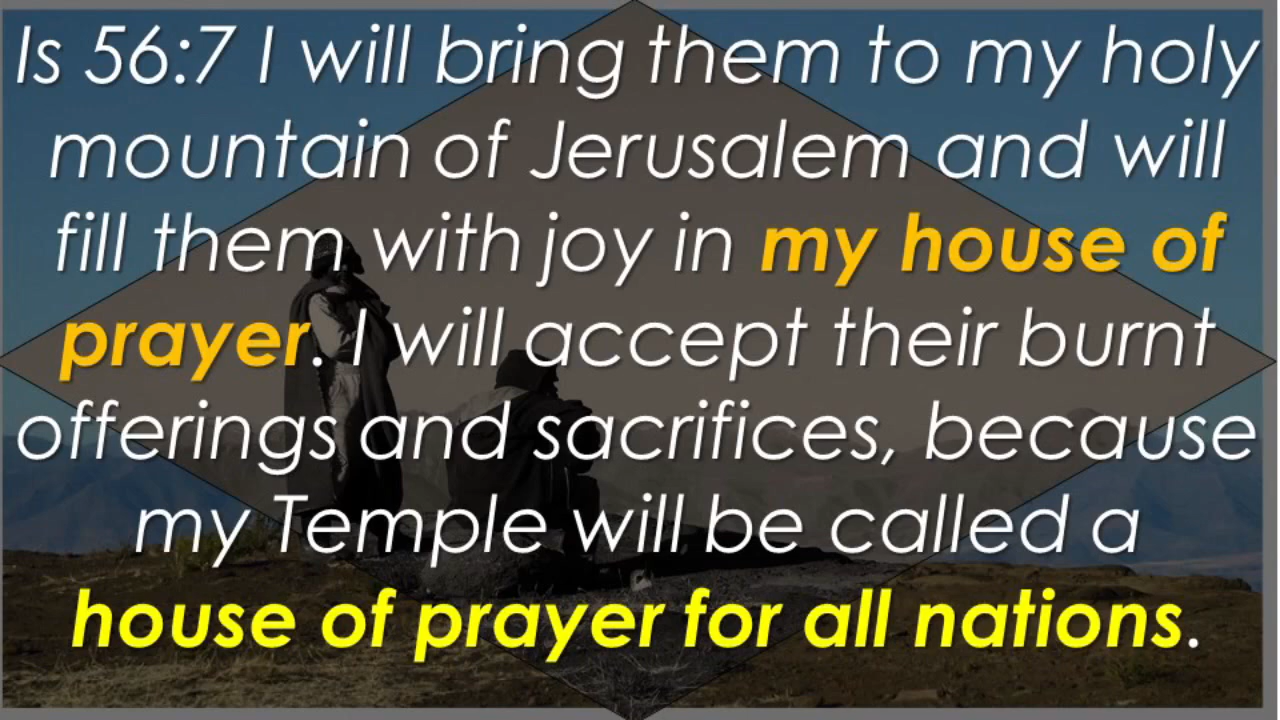 Is 56:7 I will bring them to my holy
mountain of Jerusalem and will
fill them with joy in my house of
prayer. I will accept their burnt
offerings and sacrifices, because
my Temple will be called a
house of prayer for all nations.